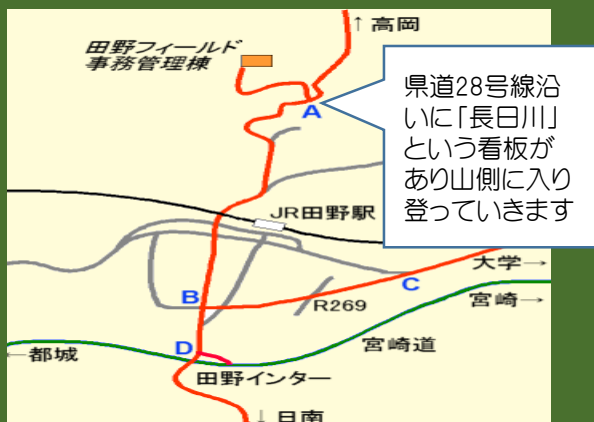 ↑高岡
田野フィールド
事務管理棟
県道28号線沿
いに「長日川」
という看板が
あり山側に入り
登っていきます
A
JR田野駅
大学→
C
B
R269
宮崎→
D
宮崎道
←都城
田野インター
↓日南